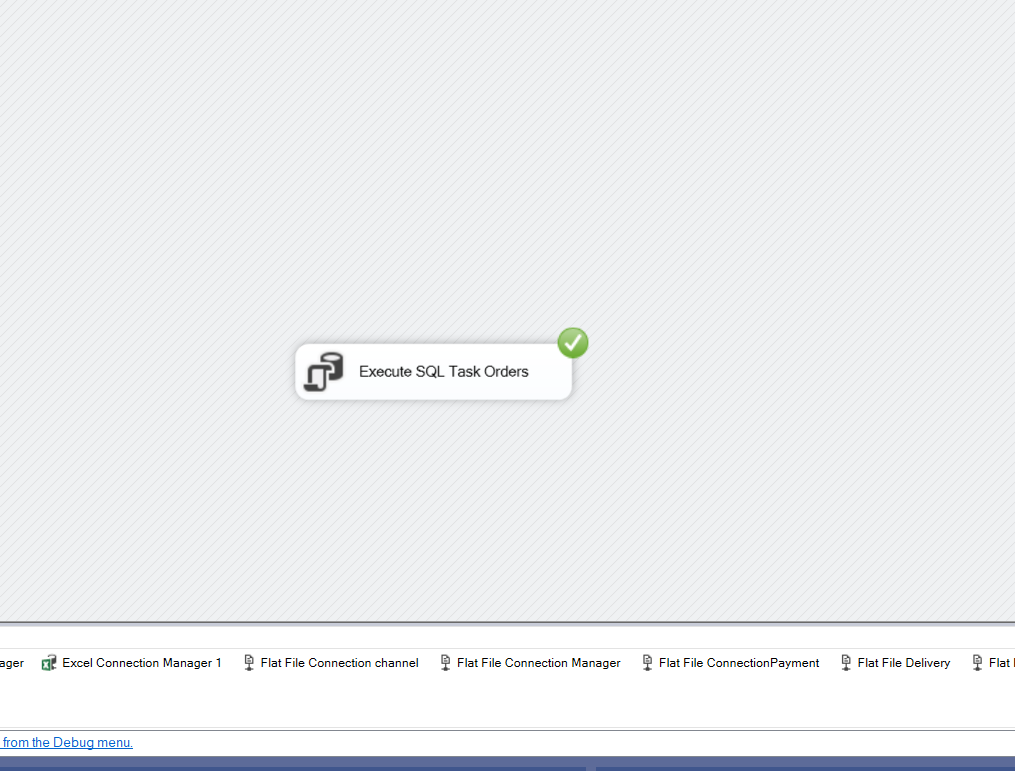 Execute SQL Task Orders
ager Excel Connection Manager 1 Flat File Connection channel Flat File Connection Manager Flat File ConnectionPayment Flat File Delivery Flat
from the Debug menu.